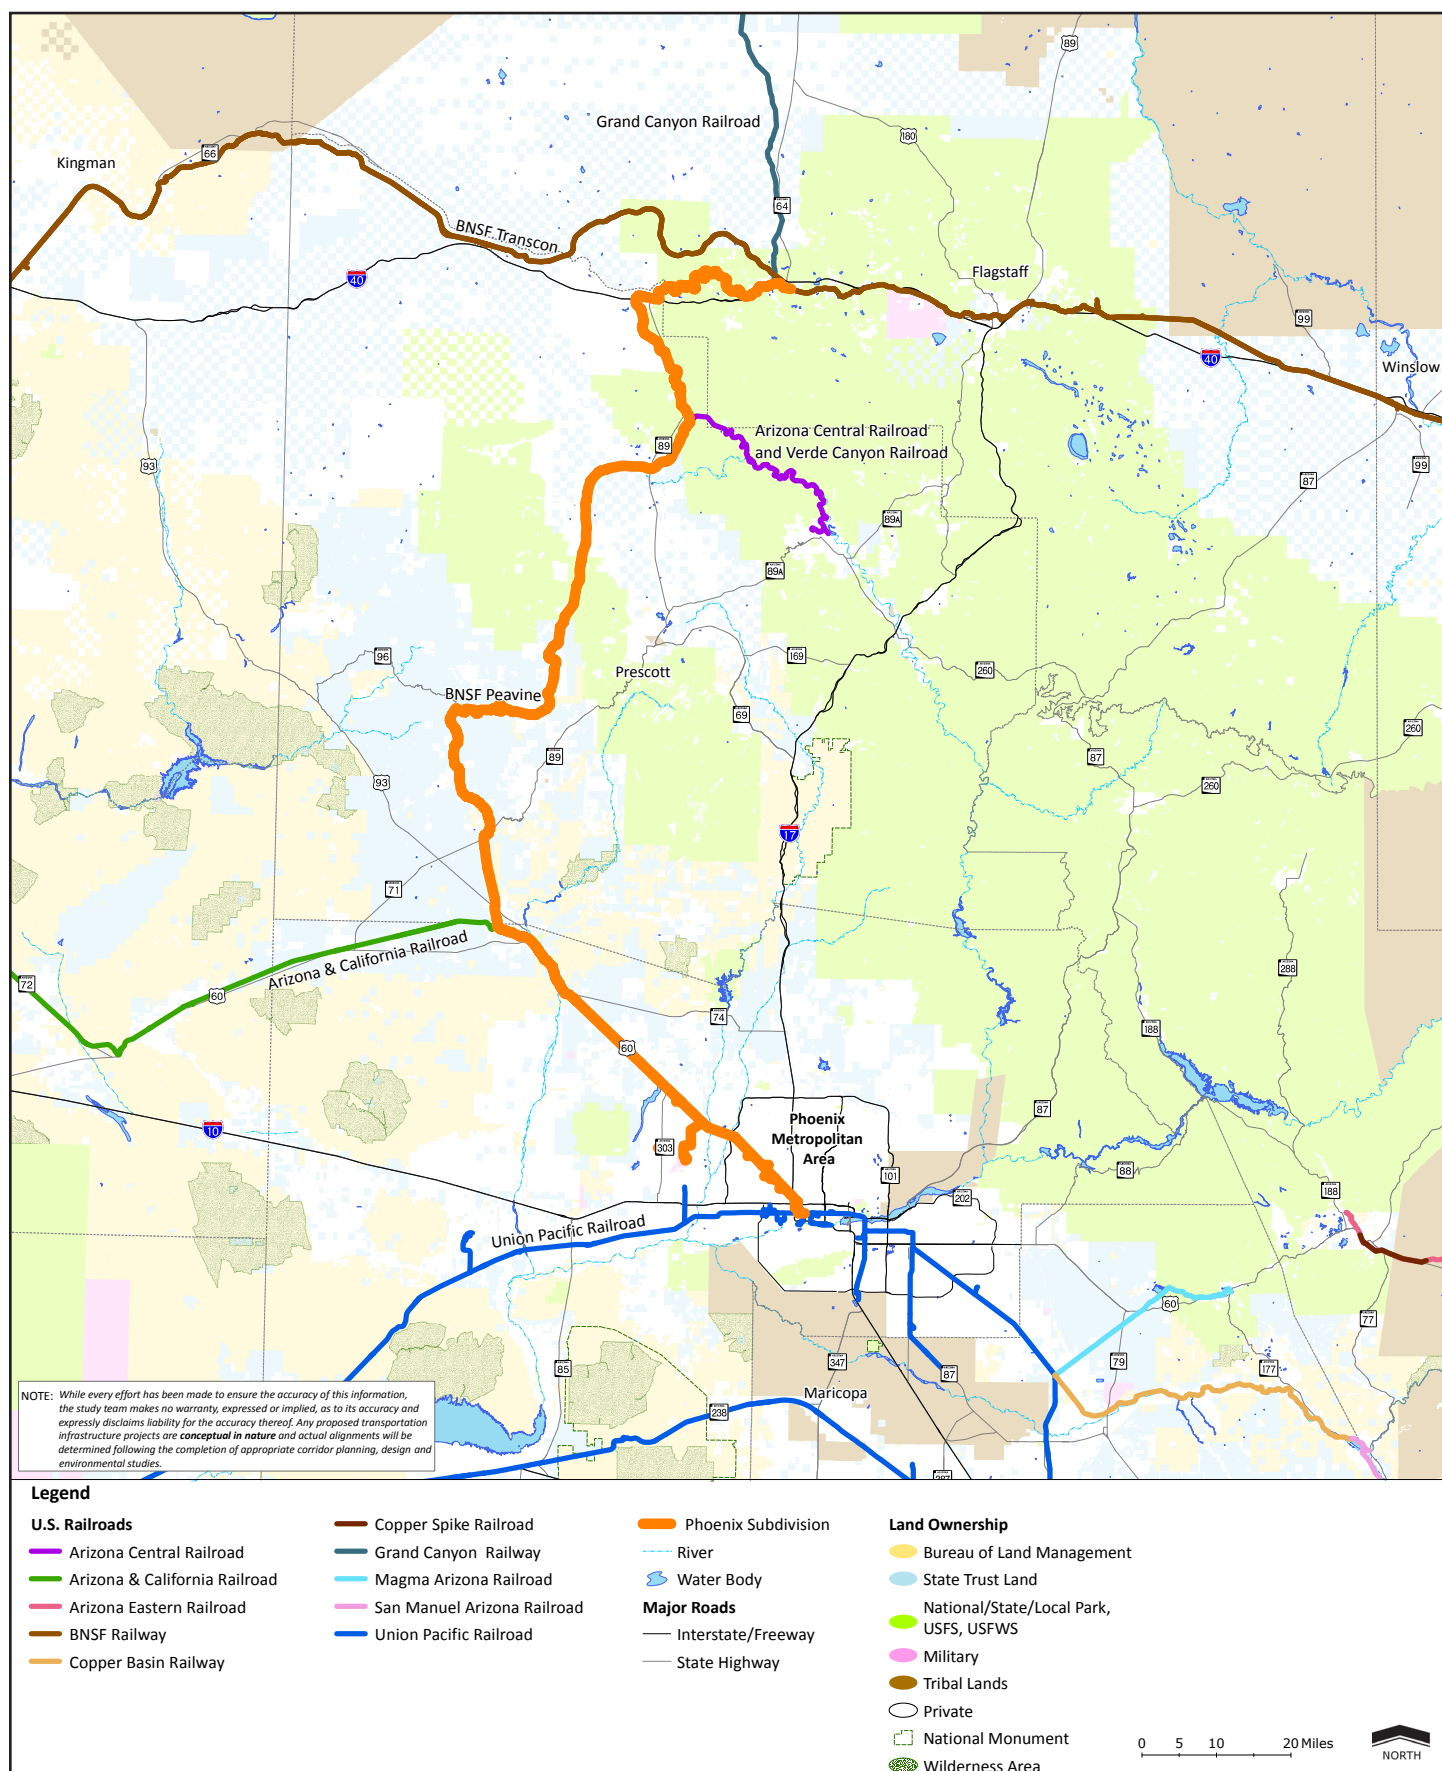 89
Grand Canyon Railroad
180
66
Kingman
64
BNSF Transcon
40
Flagstaff
99
40
Winslow
89
Arizona Central Railroad
and Verde Canyon Railroad
93
99
87
89A
89A
96
169
260
Prescott
BNSF Peavine
69
260
89
87
93
260
17
71
Arizona & California Railroad
288
72
60
74
188
60
10
87
Phoenix
Metropolitan
Area
303
101
88
202
188
Union Pacific Railroad
60
77
347
79
177
85
87
Maricopa
238
287
NOTE: While every effort has been made to ensure the accuracy of this information,
the study team makes no warranty, expressed or implied, as to its accuracy and
expressly disclaims liability for the accuracy thereof. Any proposed transportation
infrastructure projects are conceptual in nature and actual alignments will be
determined following the completion of appropriate corridor planning, design and
environmental studies.
Legend
U.S. Railroads
Arizona Central Railroad
Arizona & California Railroad
Arizona Eastern Railroad
BNSF Railway
Copper Basin Railway
Copper Spike Railroad
Grand Canyon Railway
Magma Arizona Railroad
San Manuel Arizona Railroad
Union Pacific Railroad
Phoenix Subdivision
River
Water Body
Major Roads
Interstate/Freeway
State Highway
Land Ownership
Bureau of Land Management
State Trust Land
National/State/Local Park,
USFS, USFWS
Military
Tribal Lands
Private
National Monument
Wilderness Area
0 5 10 20 Miles
NORTH